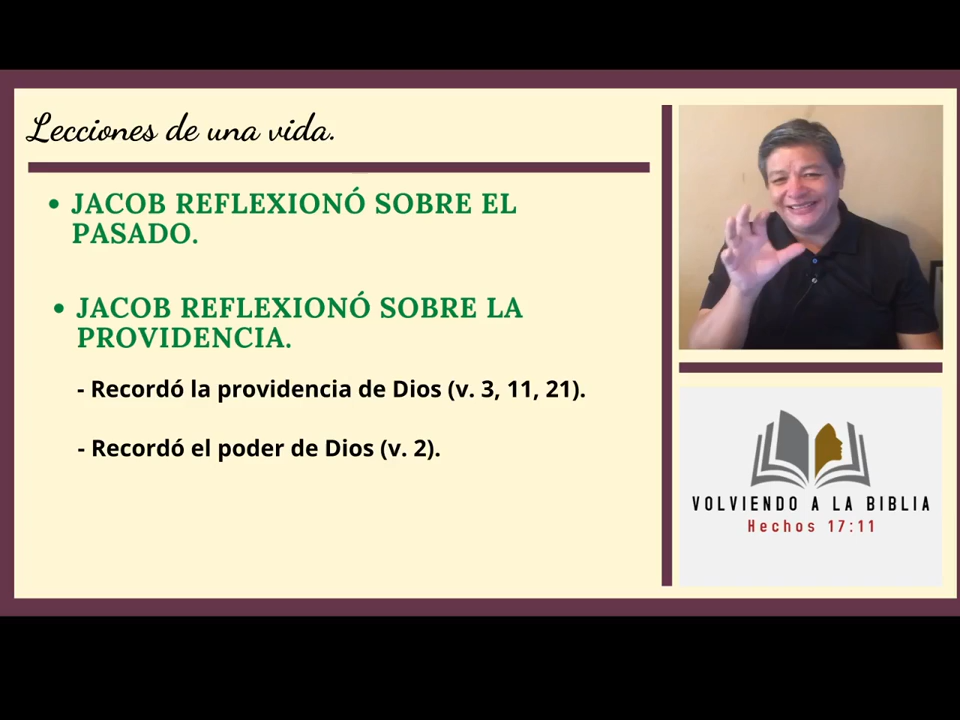 Lecciones de una vida.
• JACOB REFLEXIONÓ SOBRE EL
PASADO.
• JACOB REFLEXIONÓ SOBRE LA
PROVIDENCIA.
- Recordó la providencia de Dios (v. 3, 11, 21).
- Recordó el poder de Dios (v. 2).
VOLVIENDO A LA BIBLIA
Hechos 17:11